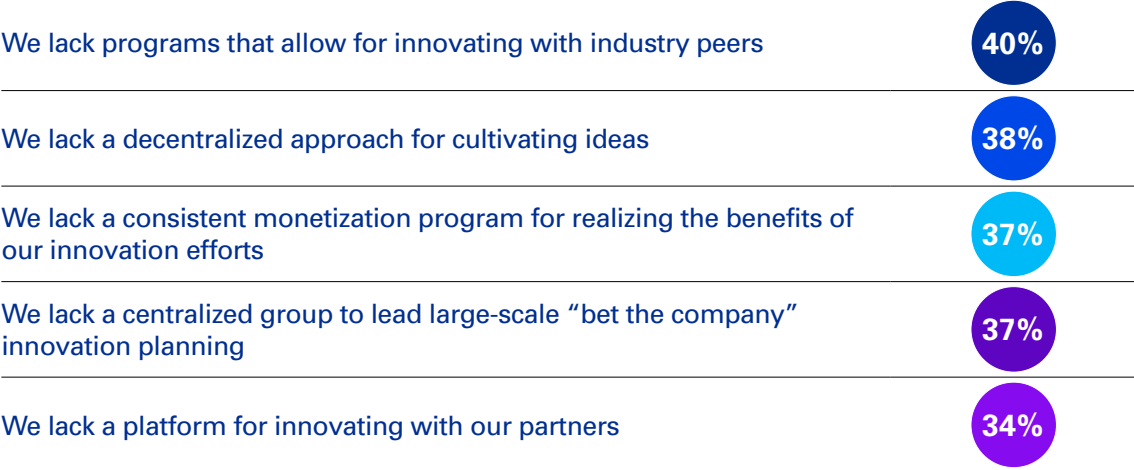 We lack programs that allow for innovating with industry peers
40%
We lack a decentralized approach for cultivating ideas
38%
We lack a consistent monetization program for realizing the benefits of
our innovation efforts
37%
We lack a centralized group to lead large-scale “bet the company”
innovation planning
37%
We lack a platform for innovating with our partners
34%